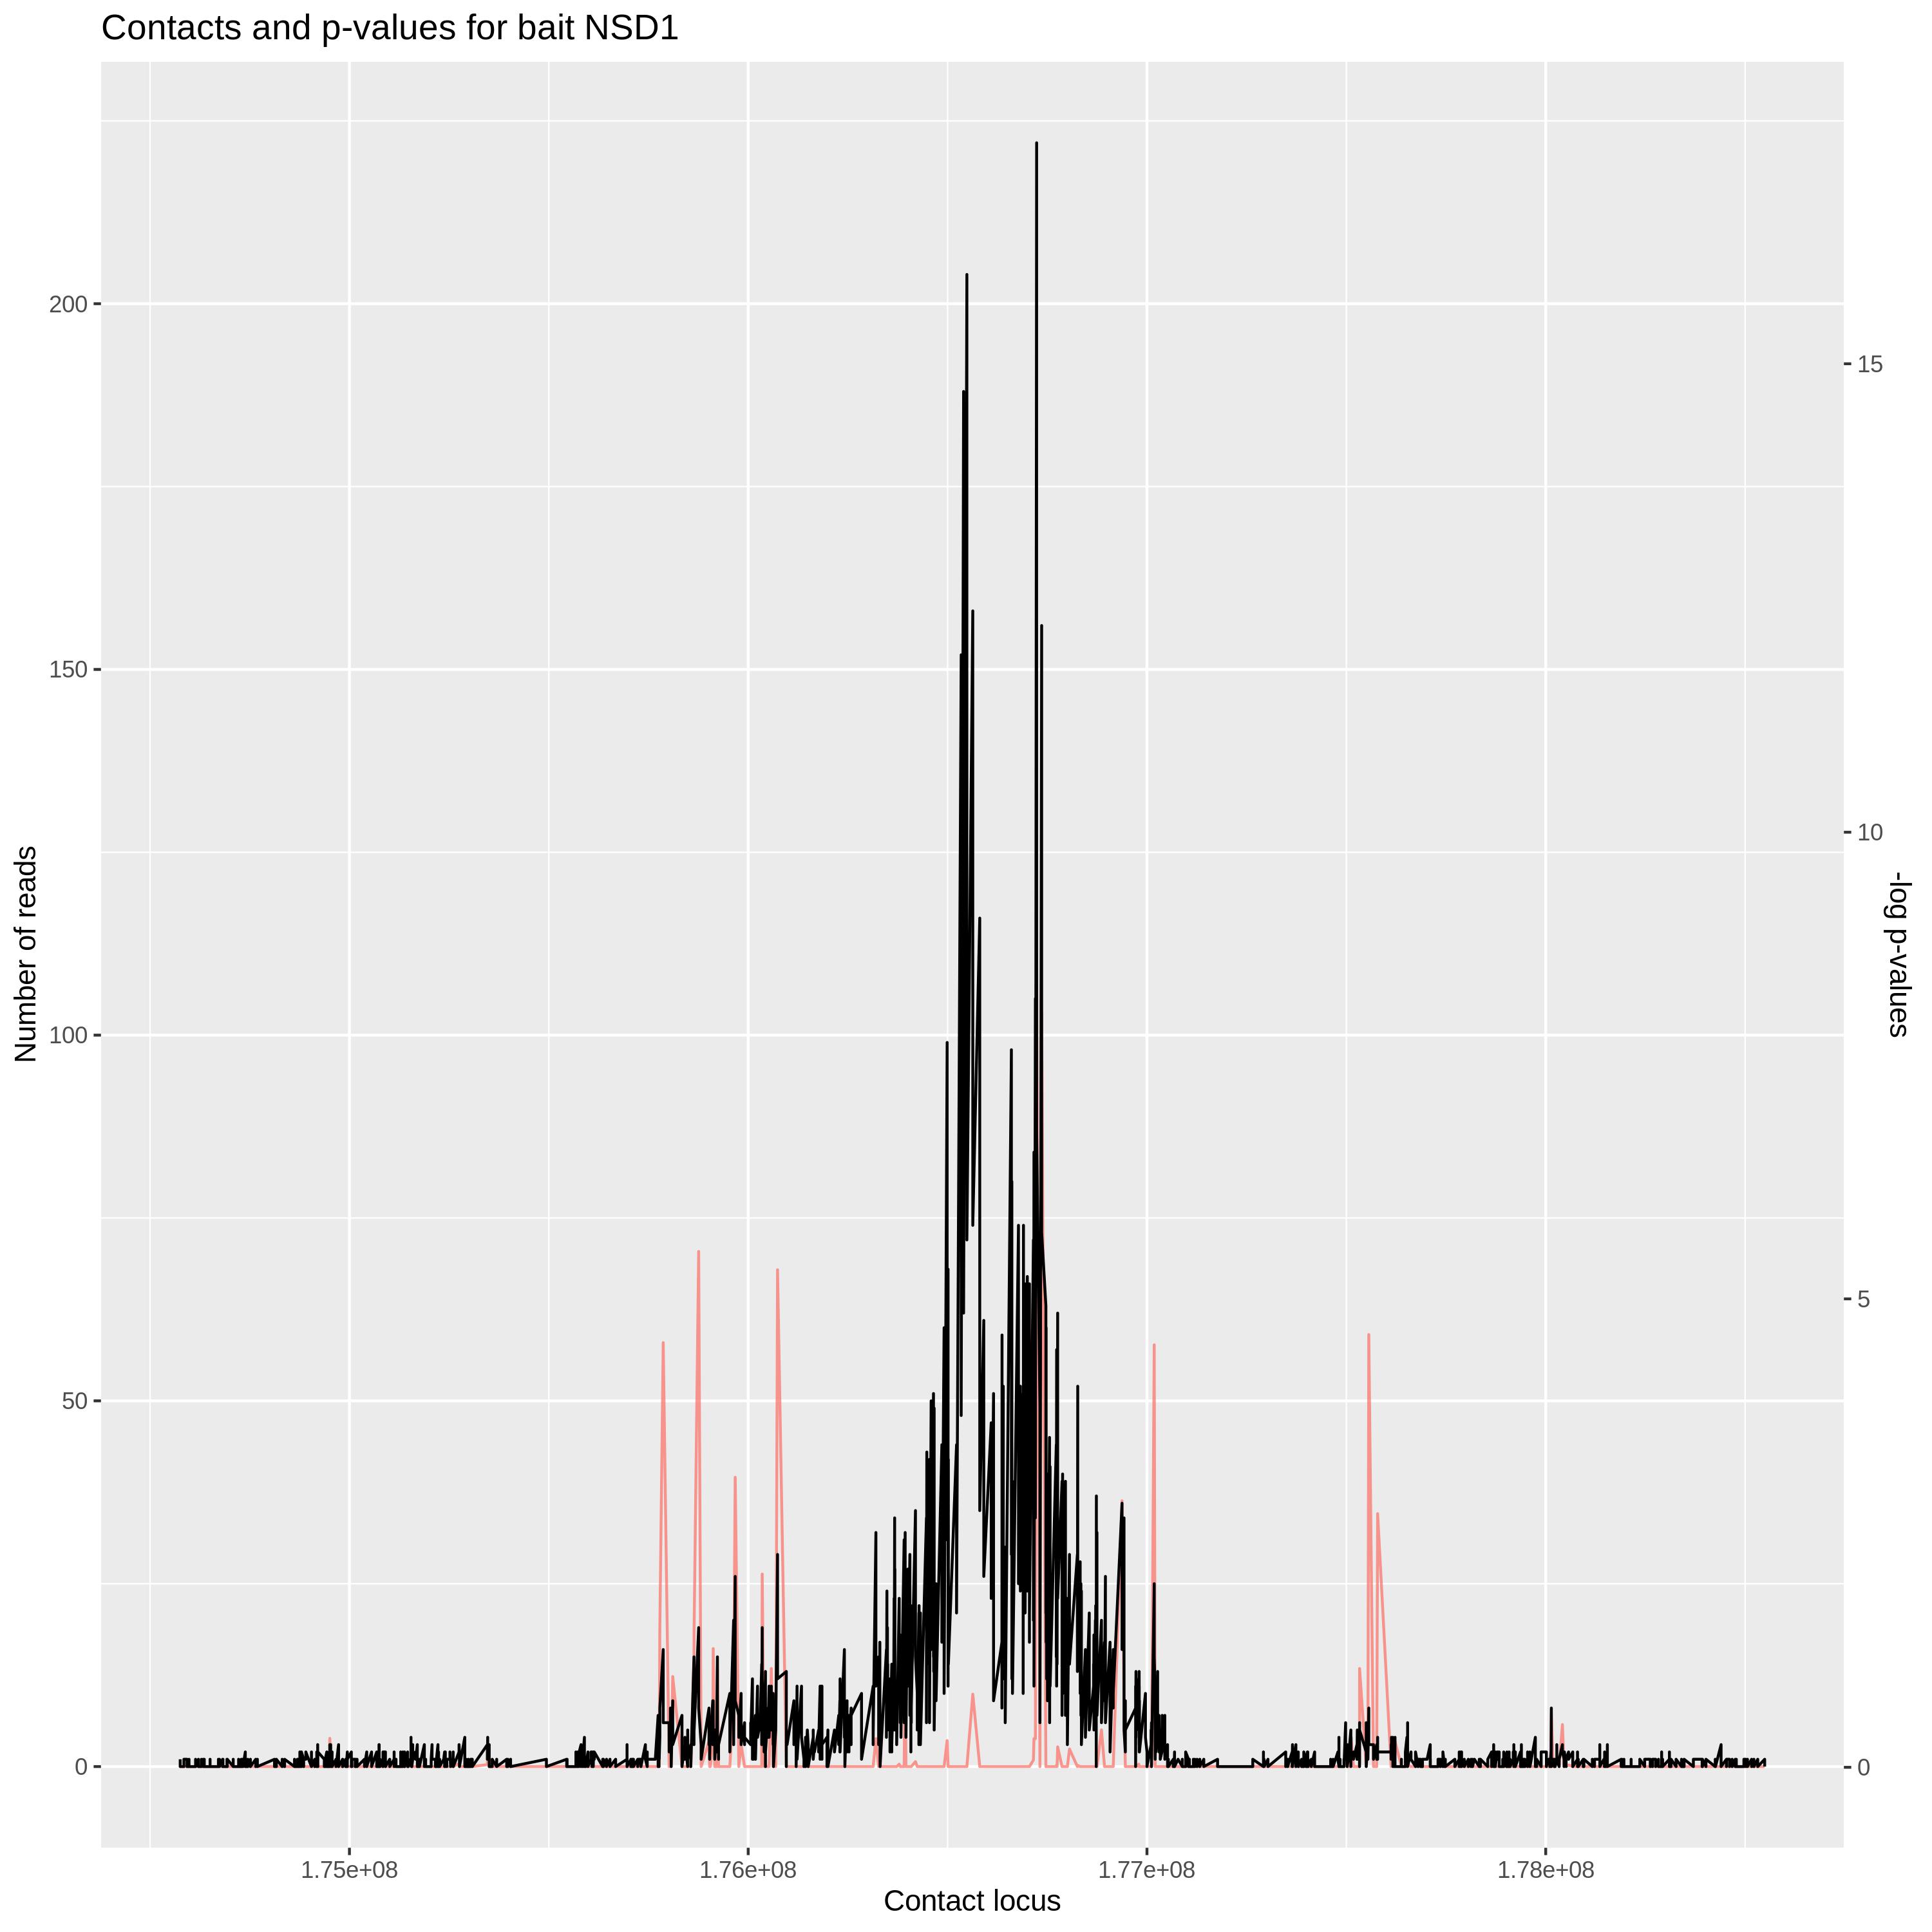 Contacts and p-values for bait NSD1
200
150
100
50
0
Number of reads
15
10
5
0
-log p-values
1.75e+08
1.76e+08
1.77e+08
1.78e+08
Contact locus